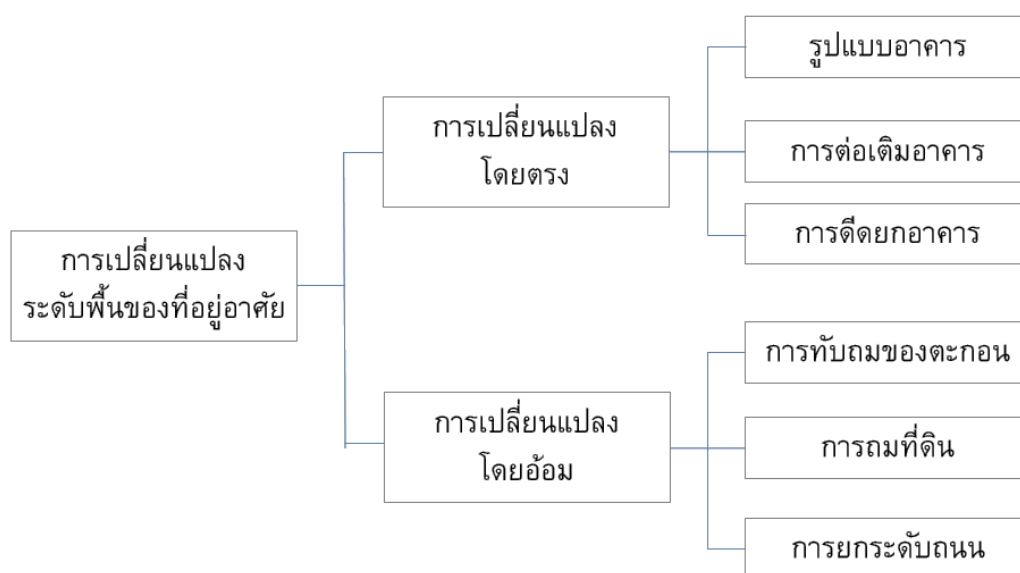 การเปลี่ยนแปลง
ระดับพื้นของที่อยู่อาศัย
การเปลี่ยนแปลง
โดยตรง
รูปแบบอาคาร
การต่อเติมอาคาร
การดีดยกอาคาร
การเปลี่ยนแปลง
โดยอ้อม
การทับถมของตะกอน
การถมที่ดิน
การยกระดับถนน